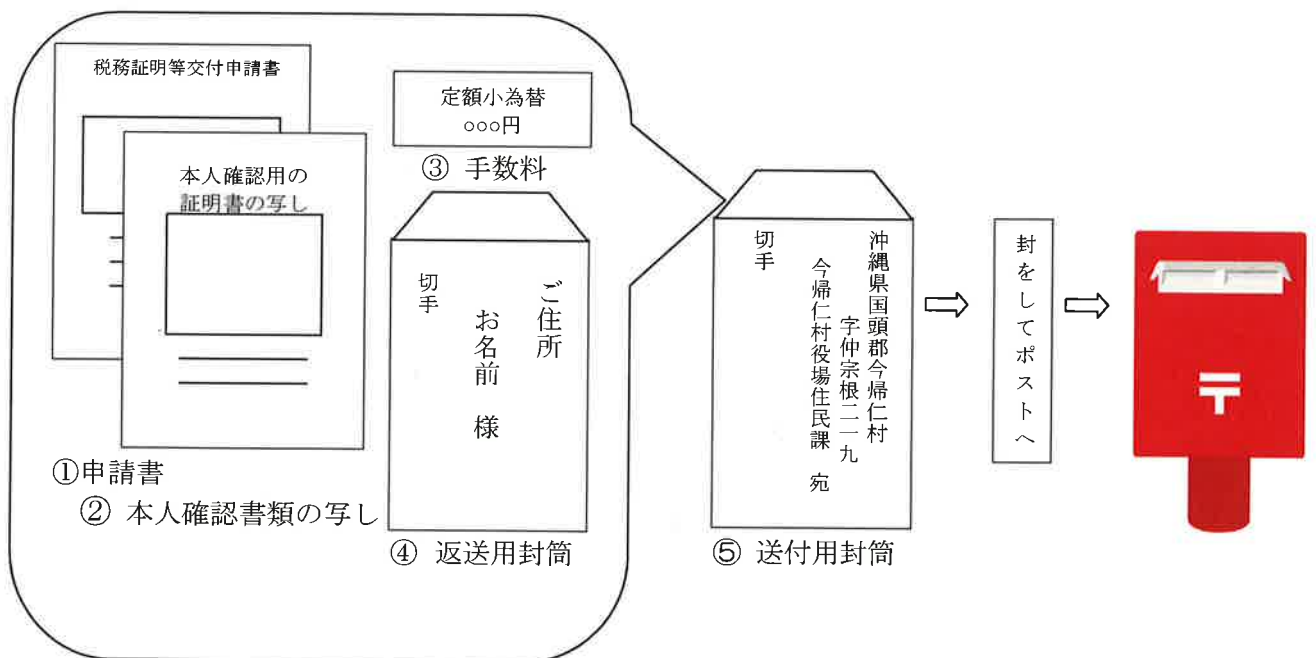 税務証明等交付申請書
本人確認用の
証明書の写し
①申請書
② 本人確認書類の写し
定額小為替
○○○円
③ 手数料
ご住所
お名前 様
切手
④ 返送用封筒
沖縄県国頭郡今帰仁村
字仲宗根二一九
今帰仁村役場住民課 宛
切手
⑤ 送付用封筒
封をしてポストへ
〒